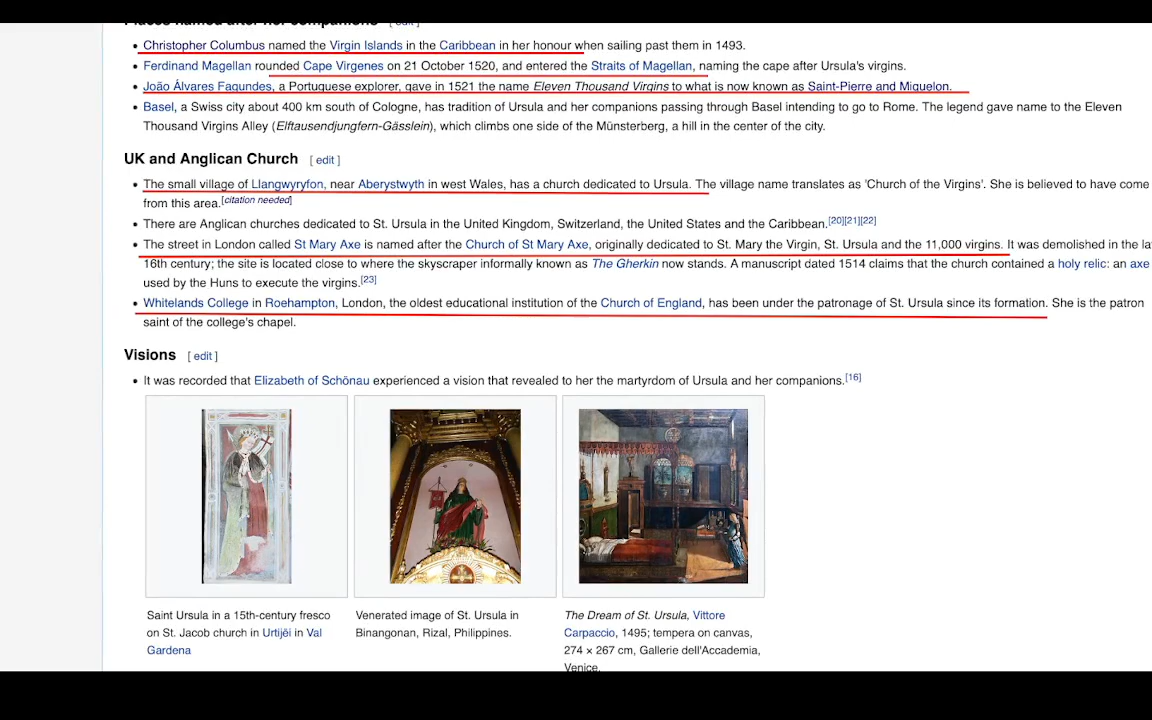 Places named after her companions [ edit ]
Christopher Columbus named the Virgin Islands in the Caribbean in her honour when sailing past them in 1493.
Ferdinand Magellan rounded Cape Virgenes on 21 October 1520, and entered the Straits of Magellan, naming the cape after Ursula's virgins.
João Álvares Fagundes, a Portuguese explorer, gave in 1521 the name Eleven Thousand Virgins to what is now known as Saint-Pierre and Miquelon.
Basel, a Swiss city about 400 km south of Cologne, has tradition of Ursula and her companions passing through Basel intending to go to Rome. The legend gave name to the Eleven
Thousand Virgins Alley (Elftausendjungfern-Gässlein), which climbs one side of the Münsterberg, a hill in the center of the city.
UK and Anglican Church [ edit ]
The small village of Llangwyryfon, near Aberystwyth in west Wales, has a church dedicated to Ursula. The village name translates as 'Church of the Virgins'. She is believed to have come
from this area.[citation needed]
There are Anglican churches dedicated to St. Ursula in the United Kingdom, Switzerland, the United States and the Caribbean.[20][21][22]
The street in London called St Mary Axe is named after the Church of St Mary Axe, originally dedicated to St. Mary the Virgin, St. Ursula and the 11,000 virgins. It was demolished in the la
16th century; the site is located close to where the skyscraper informally known as The Gherkin now stands. A manuscript dated 1514 claims that the church contained a holy relic: an axe
used by the Huns to execute the virgins.[23]
Whitelands College in Roehampton, London, the oldest educational institution of the Church of England, has been under the patronage of St. Ursula since its formation. She is the patron
saint of the college's chapel.
Visions [ edit ]
It was recorded that Elizabeth of Schönau experienced a vision that revealed to her the martyrdom of Ursula and her companions.[16]
Saint Ursula in a 15th-century fresco
on St. Jacob church in Urtijëi in Val
Gardena
Venerated image of St. Ursula in
Binangonan, Rizal, Philippines.
The Dream of St. Ursula, Vittore
Carpaccio, 1495; tempera on canvas,
274 × 267 cm, Gallerie dell'Accademia,
Venice.